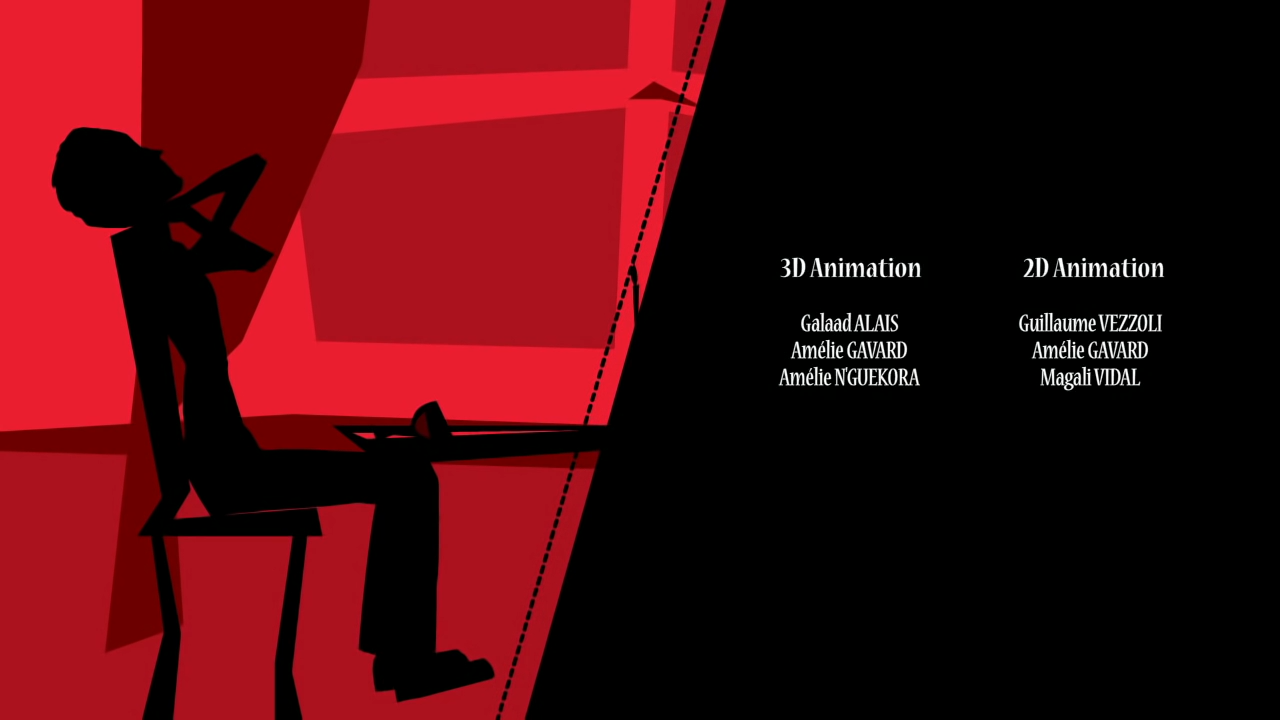 3D Animation
Galaad ALAIS
Amélie GAVARD
Amélie N'GUEKORA
2D Animation
Guillaume VEZZOLI
Amélie GAVARD
Magali VIDAL